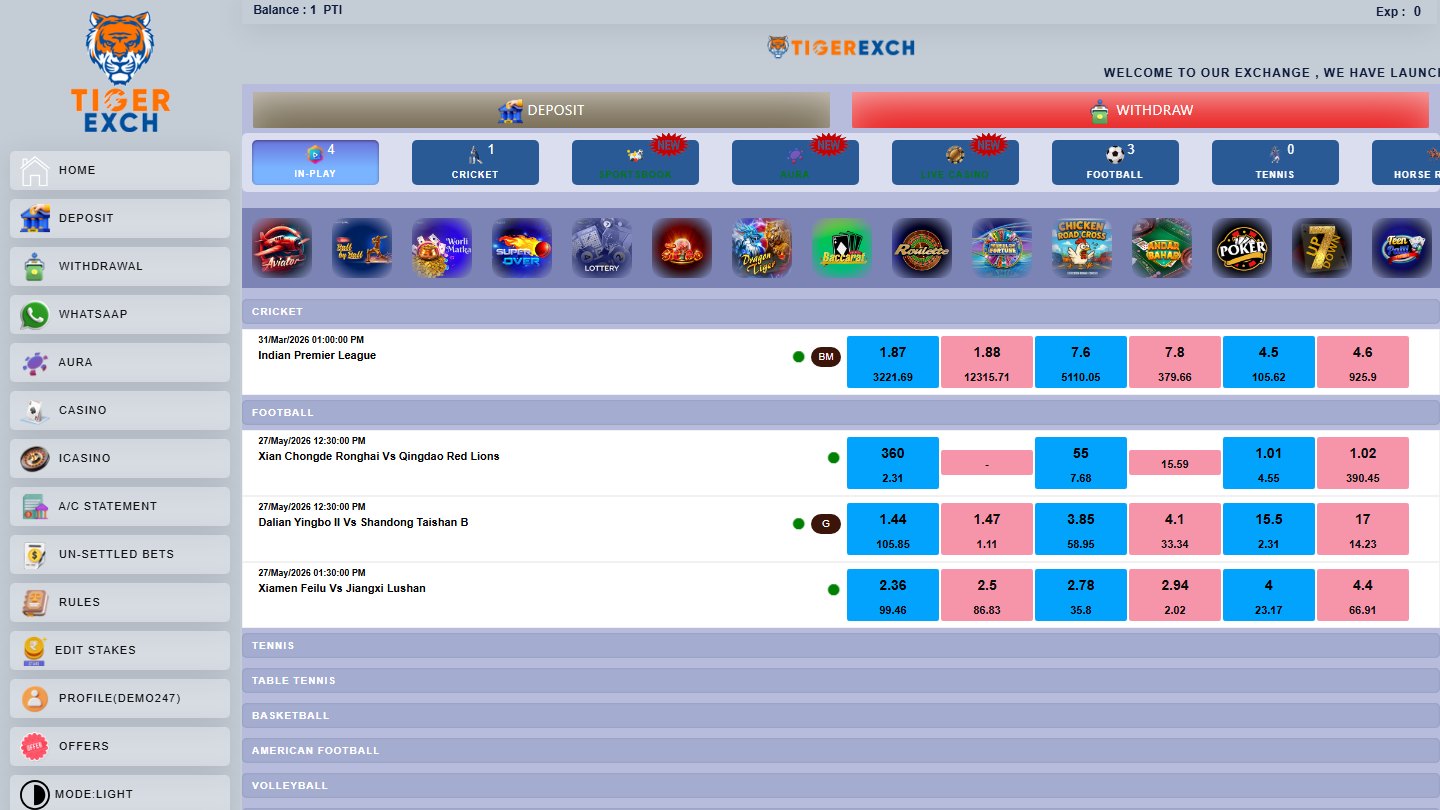 Balance : 1 PTI
Exp : 0
TIGER
EXCH
TIGEREXCH
WELCOME TO OUR EXCHANGE , WE HAVE LAUNC
DEPOSIT
WITHDRAW
4
IN-PLAY
1
CRICKET
NEW
SPORTSBOOK
NEW
AURA
NEW
LIVE CASINO
3
FOOTBALL
0
TENNIS
HORSE R
HOME
DEPOSIT
WITHDRAWAL
WHATSAAP
AURA
CASINO
ICASINO
A/C STATEMENT
UN-SETTLED BETS
RULES
EDIT STAKES
PROFILE(DEMO247)
OFFER
OFFERS
MODE:LIGHT
Aviator
Ball by Ball
Worli Matka
SUPER OVER
LOTTERY
Dragon Tiger
Baccarat
Roulette
WHEEL OF FORTUNE
CHICKEN ROAD CROSS
ANDAR BAHAR
POKER
7 UP DOWN
Teen
CRICKET
31/Mar/2026 01:00:00 PM
Indian Premier League
BM
1.87 1.88 7.6 7.8 4.5 4.6
3221.69 12315.71 5110.05 379.66 105.62 925.9
FOOTBALL
27/May/2026 12:30:00 PM
Xian Chongde Ronghai Vs Qingdao Red Lions
360 - 55 15.59 1.01 1.02
2.31 7.68 4.55 390.45
27/May/2026 12:30:00 PM
Dalian Yingbo II Vs Shandong Taishan B
G
1.44 1.47 3.85 4.1 15.5 17
105.85 1.11 58.95 33.34 2.31 14.23
27/May/2026 01:30:00 PM
Xiamen Feilu Vs Jiangxi Lushan
2.36 2.5 2.78 2.94 4 4.4
99.46 86.83 35.8 2.02 23.17 66.91
TENNIS
TABLE TENNIS
BASKETBALL
AMERICAN FOOTBALL
VOLLEYBALL